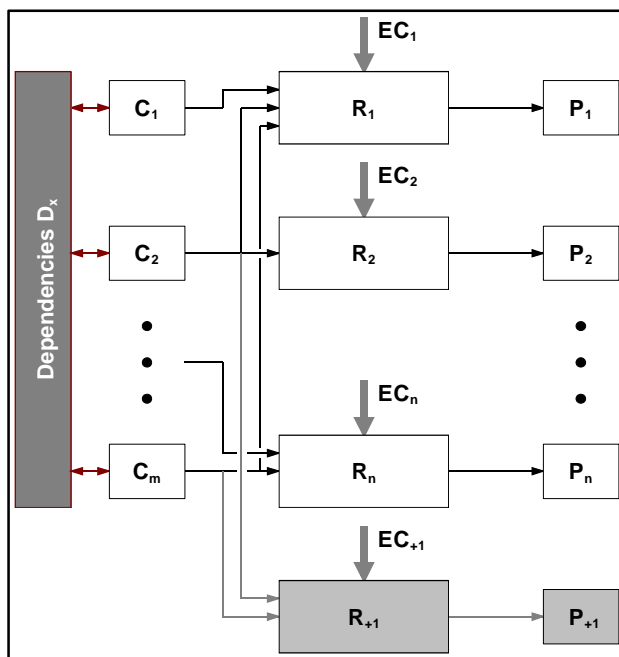 EC₁
C₁ R₁ P₁
EC₂
C₂ R₂ P₂
Dependencies Dₓ
ECₙ
Cₘ Rₙ Pₙ
EC₊₁
R₊₁ P₊₁